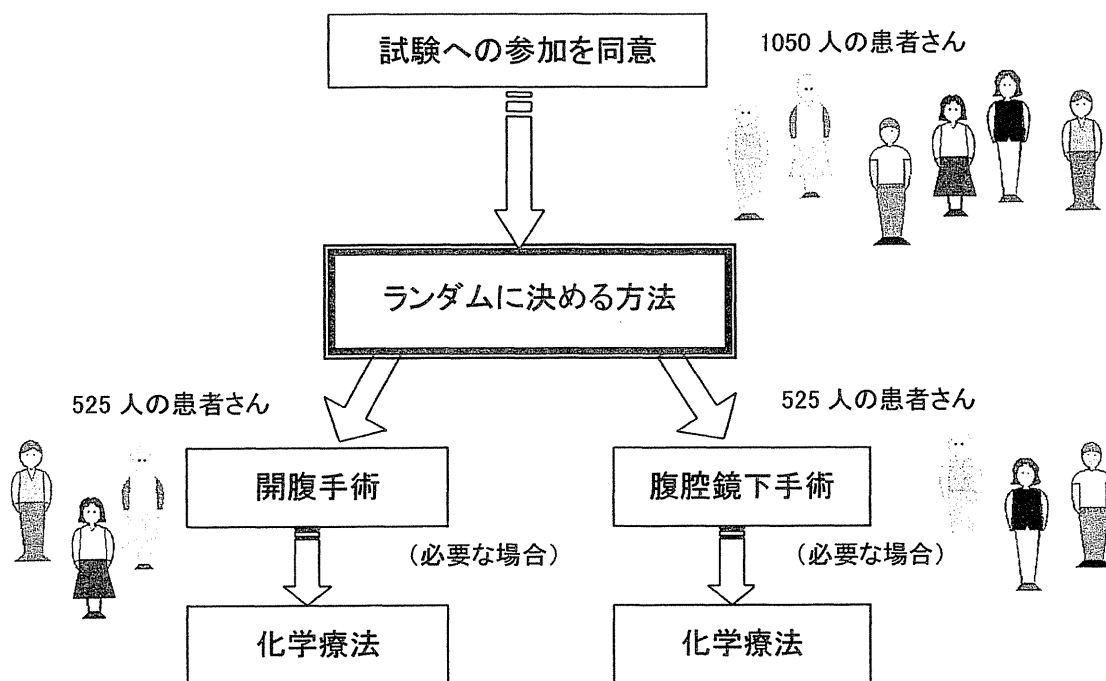 試験への参加を同意
1050 人の患者さん
ランダムに決める方法
525 人の患者さん
525 人の患者さん
開腹手術
腹腔鏡下手術
（必要な場合）
（必要な場合）
化学療法
化学療法